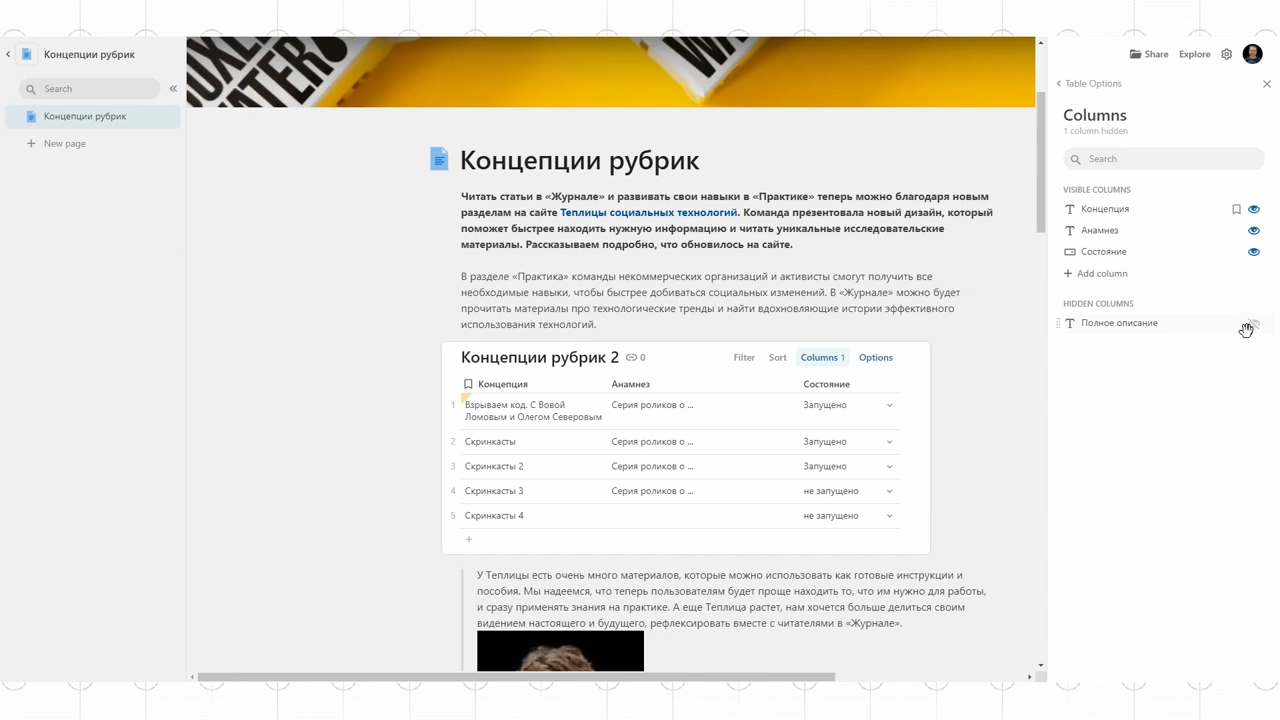 Концепции рубрик
Search
Концепции рубрик
New page
WATERS
Концепции рубрик
Читать статьи в «Журнале» и развивать свои навыки в «Практике» теперь можно благодаря новым
разделам на сайте Теплицы социальных технологий. Команда презентовала новый дизайн, который
поможет быстрее находить нужную информацию и читать уникальные исследовательские
материалы. Рассказываем подробно, что обновилось на сайте.
В разделе «Практика» команды некоммерческих организаций и активисты смогут получить все
необходимые навыки, чтобы быстрее добиваться социальных изменений. В «Журнале» можно будет
прочитать материалы про технологические тренды и найти вдохновляющие истории эффективного
использования технологий.
Концепции рубрик 2 0 Filter Sort Columns 1 Options
Концепция Анамнез Состояние
1 Взрываем код. С Вовой Серия роликов о ... Запущено
Ломовым и Олегом Северовым
2 Скринкасты Серия роликов о ... Запущено
3 Скринкасты 2 Серия роликов о ... Запущено
4 Скринкасты 3 Серия роликов о ... не запущено
5 Скринкасты 4 не запущено
У Теплицы есть очень много материалов, которые можно использовать как готовые инструкции и
пособия. Мы надеемся, что теперь пользователям будет проще находить то, что им нужно для работы,
и сразу применять знания на практике. А еще Теплица растет, нам хочется больше делиться своим
видением настоящего и будущего, рефлексировать вместе с читателями в «Журнале».
Share Explore
Table Options
Columns
1 column hidden
Search
VISIBLE COLUMNS
Концепция
Анамнез
Состояние
Add column
HIDDEN COLUMNS
Полное описание